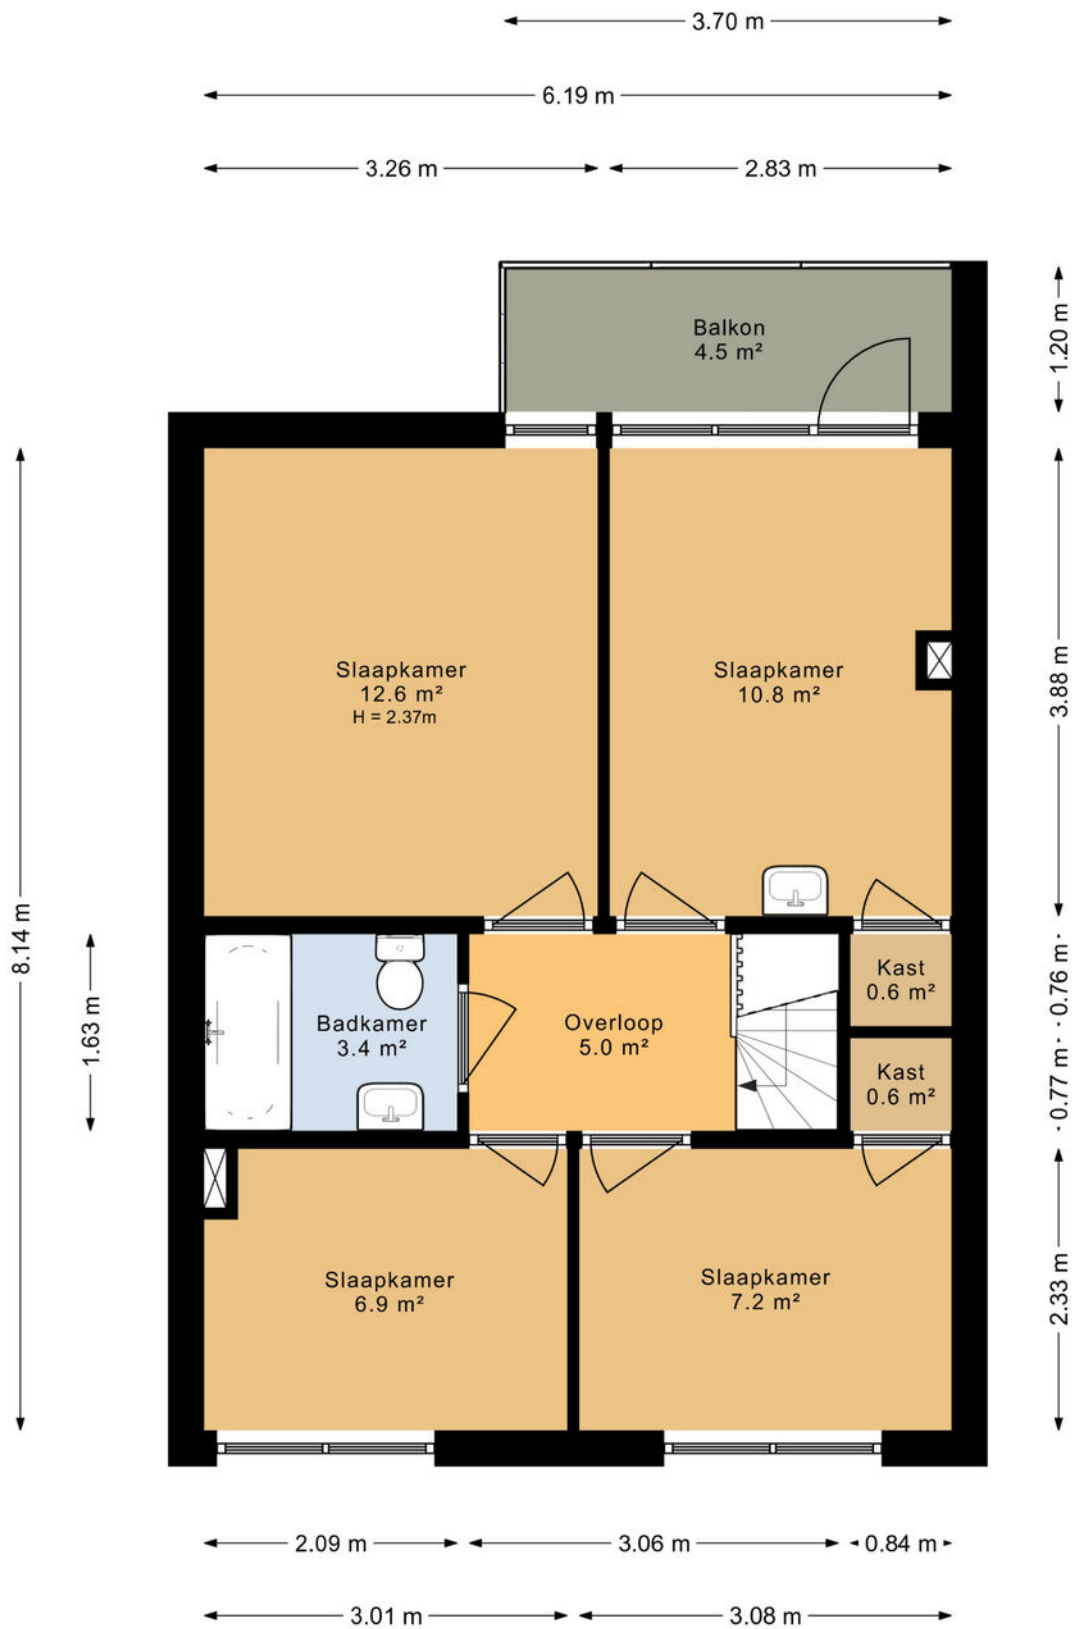 3.70 m
6.19 m
3.26 m
2.83 m
Balkon
4.5 m²
1.20 m
Slaapkamer
12.6 m²
H = 2.37m
Slaapkamer
10.8 m²
3.88 m
8.14 m
1.63 m
Badkamer
3.4 m²
Overloop
5.0 m²
Kast
0.6 m²
0.76 m
Kast
0.6 m²
0.77 m
Slaapkamer
6.9 m²
Slaapkamer
7.2 m²
2.33 m
2.09 m
3.06 m
0.84 m
3.01 m
3.08 m